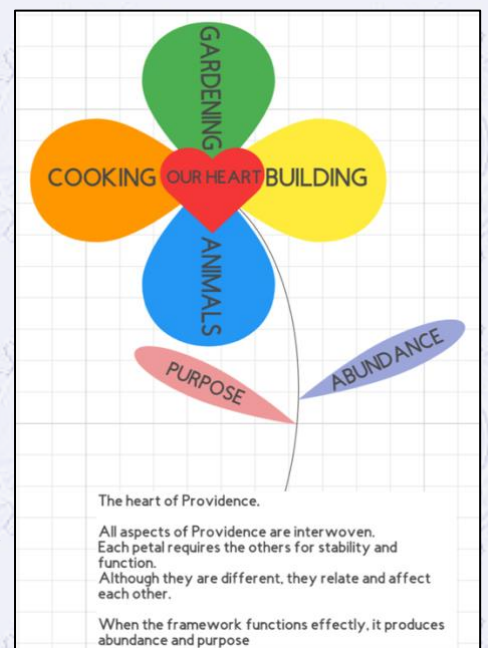 GARDENING
COOKING
OUR HEART
BUILDING
ANIMALS
PURPOSE
ABUNDANCE
The heart of Providence.
All aspects of Providence are interwoven.
Each petal requires the others for stability and
function.
Although they are different, they relate and affect
each other.
When the framework functions effectly, it produces
abundance and purpose